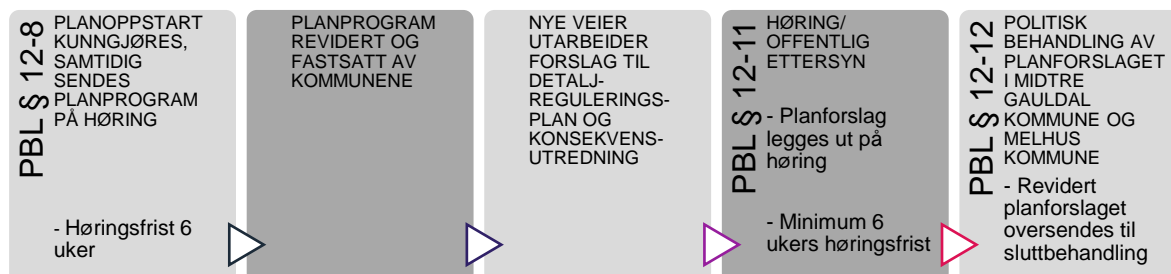 PBL § 12-8
PLANOPPSTART
KUNNGJØRES,
SAMTIDIG
SENDES
PLANPROGRAM
PÅ HØRING
- Høringsfrist 6
uker
PLANPROGRAM
REVIDERT OG
FASTSATT AV
KOMMUNENE
NYE VEIER
UTARBEIDER
FORSLAG TIL
DETALJ-
REGULERINGS-
PLAN OG
KONSEKVENS-
UTREDNING
PBL § 12-11
HØRING/
OFFENTLIG
ETTERSYN
- Planforslag
legges ut på
høring
- Minimum 6
ukers høringsfrist
PBL § 12-12
POLITISK
BEHANDLING AV
PLANFORSLAGET
I MIDTRE
GAULDAL
KOMMUNE OG
MELHUS
KOMMUNE
- Revidert
planforslaget
oversendes til
sluttbehandling